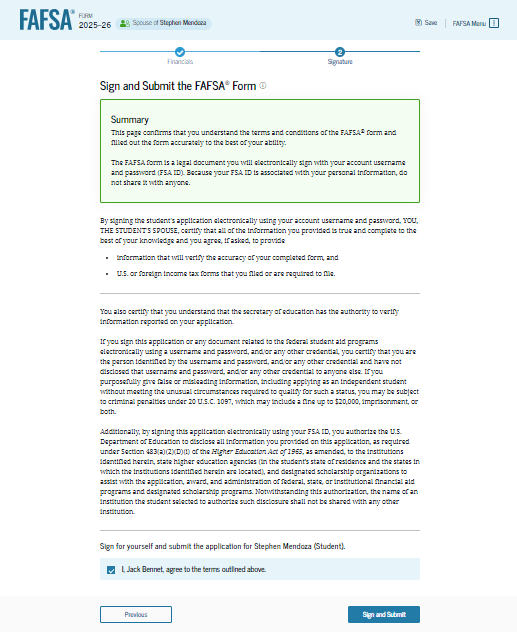 FAFSA® FORM
2025–26
Spouse of Stephen Mendoza
Save
FAFSA Menu
Financials
2
Signature
Sign and Submit the FAFSA® Form
Summary
This page confirms that you understand the terms and conditions of the FAFSA® form and
filled out the form accurately to the best of your ability.
The FAFSA form is a legal document you will electronically sign with your account username
and password (FSA ID). Because your FSA ID is associated with your personal information, do
not share it with anyone.
By signing the student's application electronically using your account username and password, YOU,
THE STUDENT'S SPOUSE, certify that all of the information you provided is true and complete to the
best of your knowledge and you agree, if asked, to provide
• information that will verify the accuracy of your completed form, and
• U.S. or foreign income tax forms that you filed or are required to file.
You also certify that you understand that the secretary of education has the authority to verify
information reported on your application.
If you sign this application or any document related to the federal student aid programs
electronically using a username and password, and/or any other credential, you certify that you are
the person identified by the username and password, and/or any other credential and have not
disclosed that username and password, and/or any other credential to anyone else. If you
purposefully give false or misleading information, including applying as an independent student
without meeting the unusual circumstances required to qualify for such a status, you may be subject
to criminal penalties under 20 U.S.C. 1097, which may include a fine up to $20,000, imprisonment, or
both.
Additionally, by signing this application electronically using your FSA ID, you authorize the U.S.
Department of Education to disclose all information you provided on this application, as required
under Section 483(a)(2)(D)(i) of the Higher Education Act of 1965, as amended, to the institutions
identified herein, state higher education agencies (in the student's state of residence and the states in
which the institutions identified herein are located), and designated scholarship organizations to
assist with the application, award, and administration of federal, state, or institutional financial aid
programs and designated scholarship programs. Notwithstanding this authorization, the name of an
institution the student selected to authorize such disclosure shall not be shared with any other
institution.
Sign for yourself and submit the application for Stephen Mendoza (Student).
I, Jack Bennet, agree to the terms outlined above.
Previous
Sign and Submit